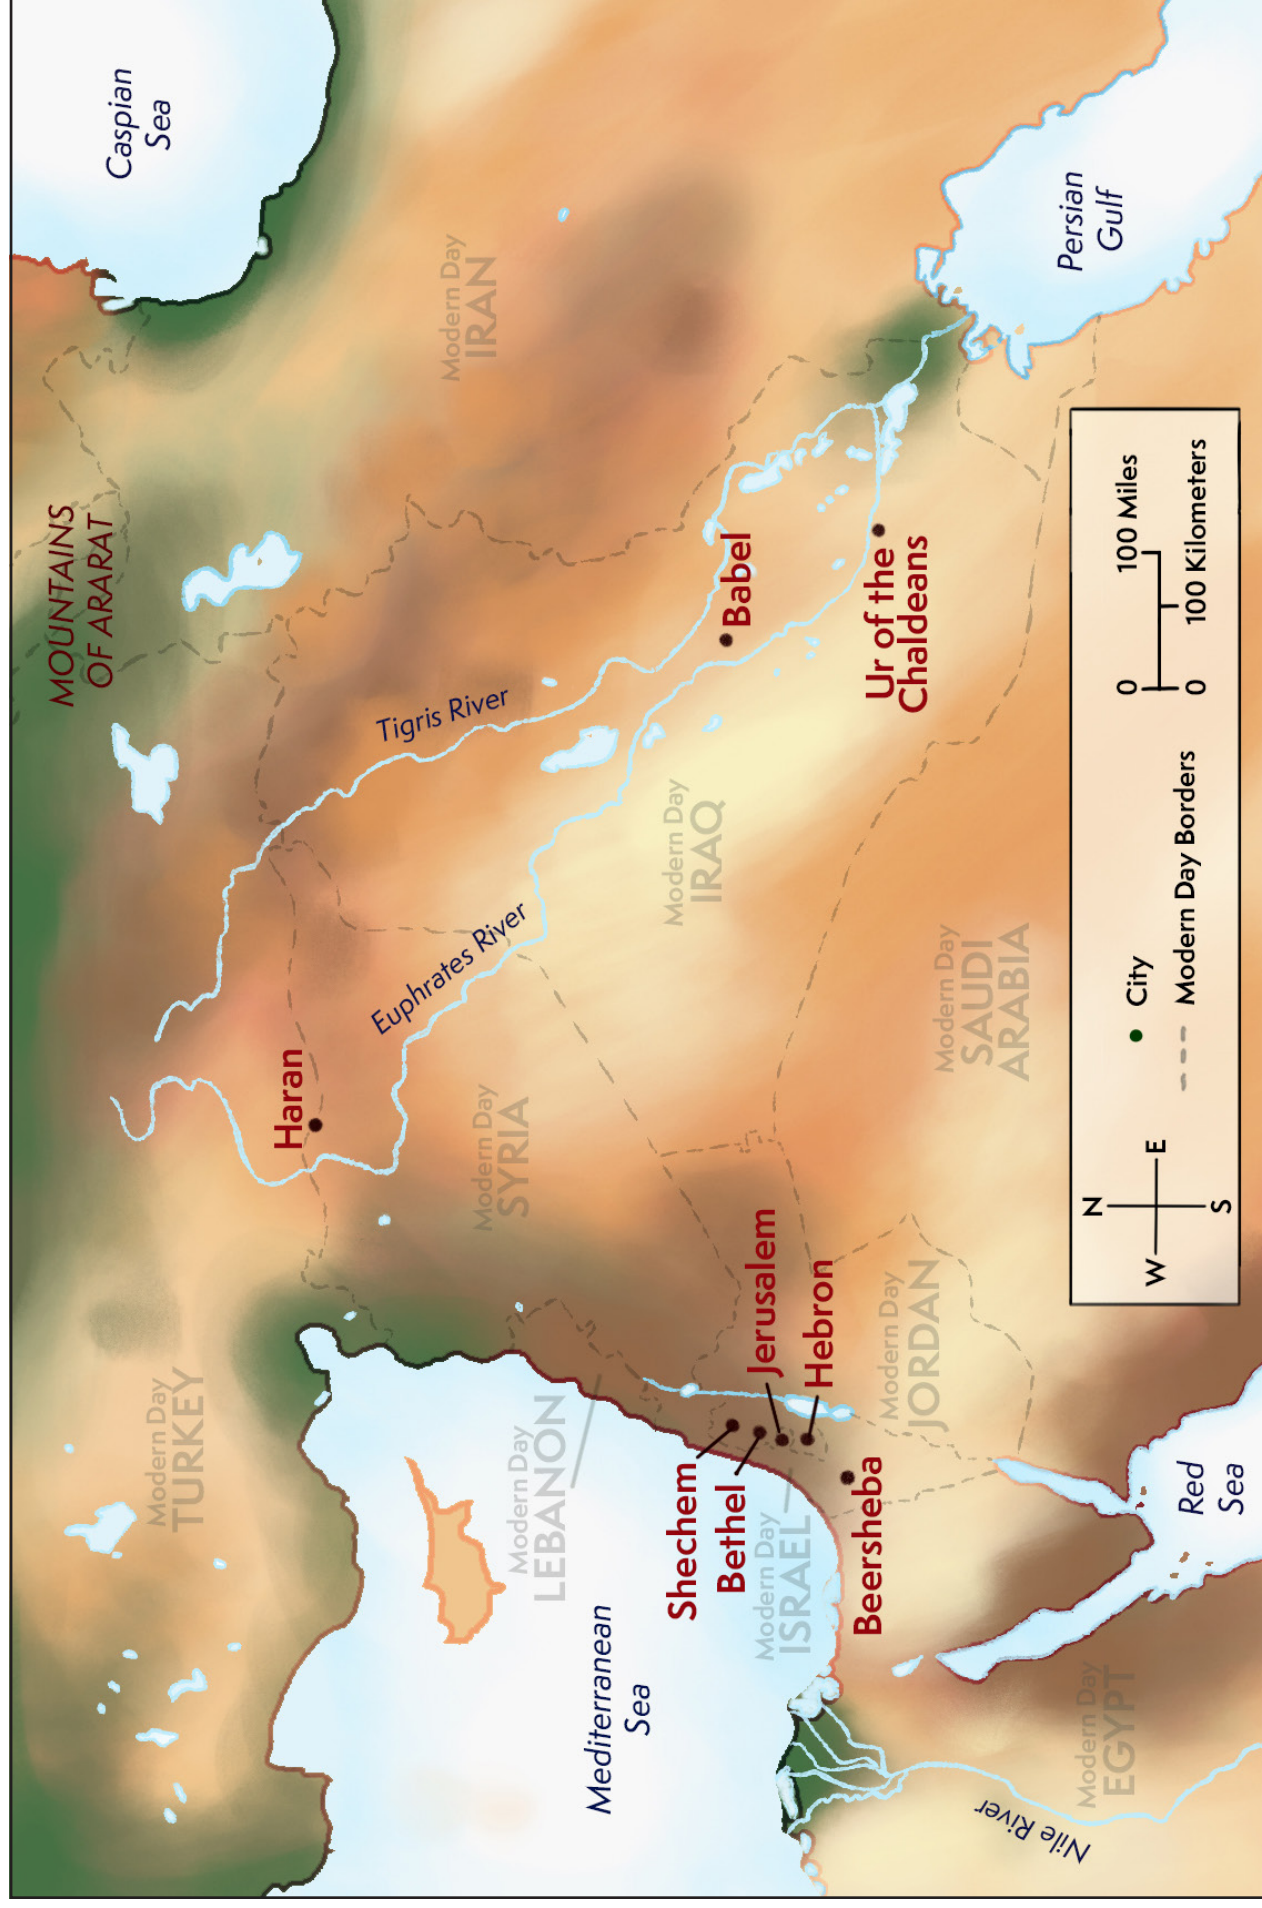 Caspian
Sea
MOUNTAINS
OF ARARAT
Modern Day
TURKEY
Modern Day
IRAN
Tigris River
Haran
Euphrates River
Modern Day
SYRIA
Modern Day
LEBANON
Mediterranean
Sea
Modern Day
IRAQ
Babel
Ur of the
Chaldeans
Persian
Gulf
Shechem
Bethel
Jerusalem
Hebron
Modern Day
ISRAEL
Beersheba
Modern Day
JORDAN
Modern Day
SAUDI
ARABIA
Nile River
Modern Day
EGYPT
Red
Sea
N
W E
S
City
Modern Day Borders
0 100 Miles
0 100 Kilometers